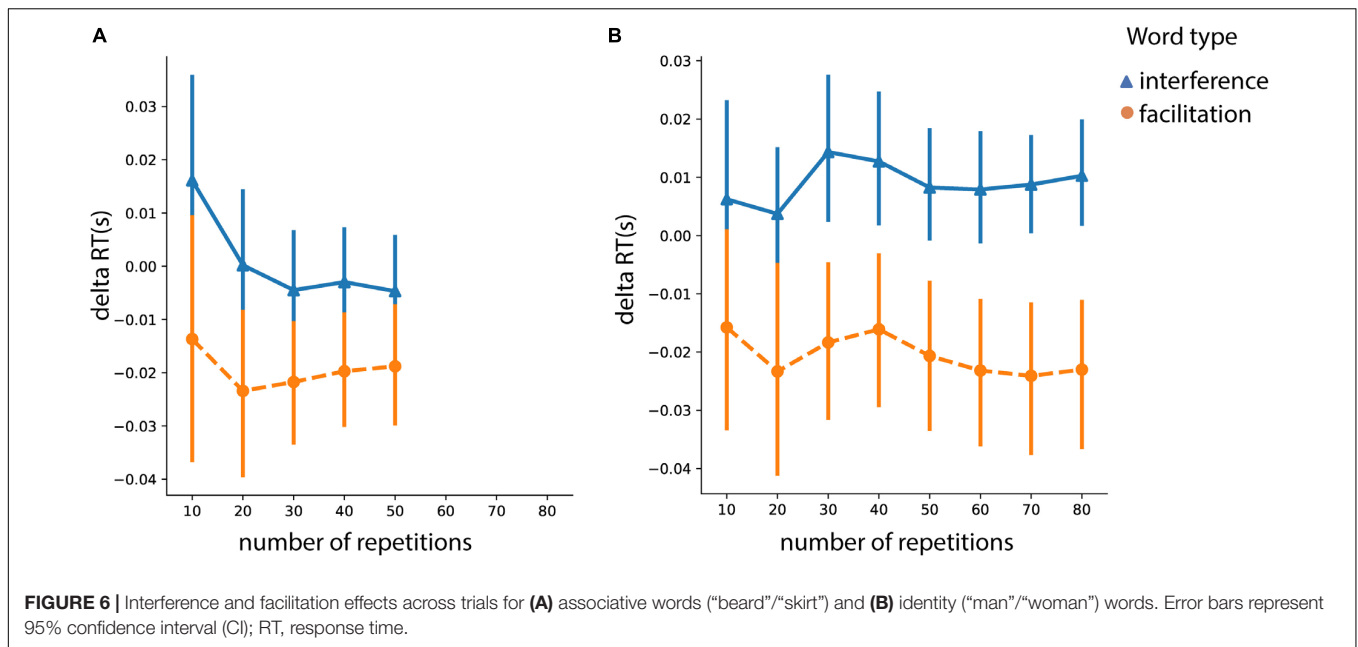 A
B
Word type
interference
facilitation
delta RT(s)
0.03
0.02
0.01
0.00
−0.01
−0.02
−0.03
−0.04
10 20 30 40 50 60 70 80
number of repetitions
delta RT(s)
0.03
0.02
0.01
0.00
−0.01
−0.02
−0.03
−0.04
10 20 30 40 50 60 70 80
number of repetitions
FIGURE 6 | Interference and facilitation effects across trials for (A) associative words (“beard”/“skirt”) and (B) identity (“man”/“woman”) words. Error bars represent
95% confidence interval (CI); RT, response time.